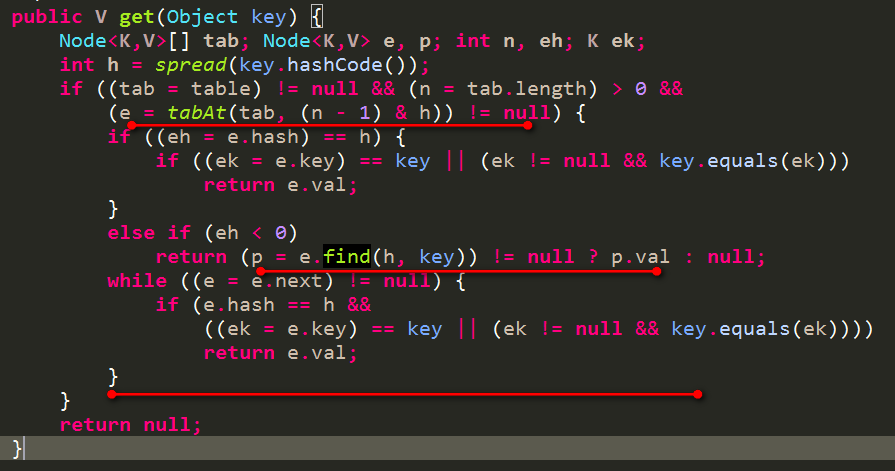 public V get(Object key) {
    Node<K,V>[] tab; Node<K,V> e, p; int n, eh; K ek;
    int h = spread(key.hashCode());
    if ((tab = table) != null && (n = tab.length) > 0 &&
        (e = tabAt(tab, (n - 1) & h)) != null) {
        if ((eh = e.hash) == h) {
            if ((ek = e.key) == key || (ek != null && key.equals(ek)))
                return e.val;
        }
        else if (eh < 0)
            return (p = e.find(h, key)) != null ? p.val : null;
        while ((e = e.next) != null) {
            if (e.hash == h &&
                ((ek = e.key) == key || (ek != null && key.equals(ek))))
                return e.val;
        }
    }
    return null;
}